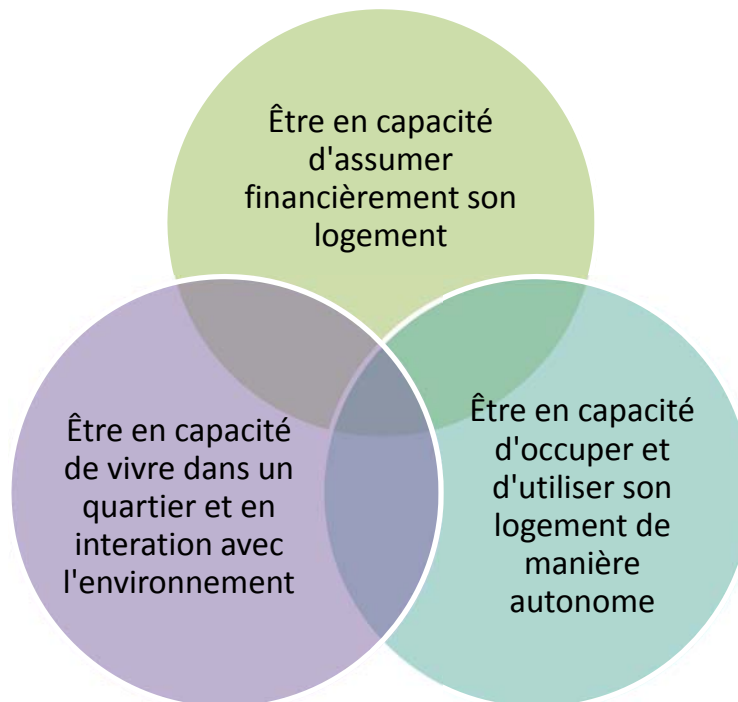 Être en capacité
d'assumer
financièrement son
logement
Être en capacité
de vivre dans un
quartier et en
interation avec
l'environnement
Être en capacité
d'occuper et
d'utiliser son
logement de
manière
autonome